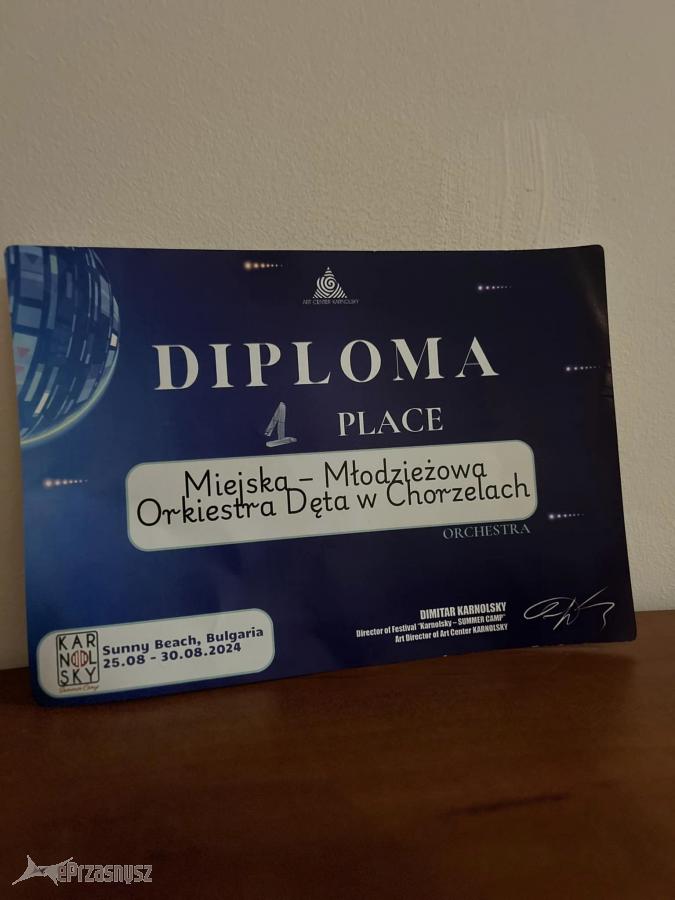 ART CENTER KARNOLSKY
DIPLOMA
1 PLACE
Miejska – Młodzieżowa
Orkiestra Dęta w Chorzelach
ORCHESTRA
DIMITAR KARNOLSKY
Director of Festival "Karnolsky – SUMMER CAMP"
Art Director of Art Center KARNOLSKY
KAR
NOL
SKY
Summer Camp
Sunny Beach, Bulgaria
25.08 - 30.08.2024
ePrzasnysz